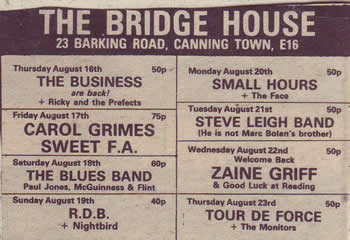 THE BRIDGE HOUSE
23 BARKING ROAD, CANNING TOWN, E16
Thursday August 16th 50p
THE BUSINESS
are back!
+ Ricky and the Prefects
Friday August 17th 75p
CAROL GRIMES
SWEET F.A.
Saturday August 18th 60p
THE BLUES BAND
Paul Jones, McGuinness & Flint
Sunday August 19th 40p
R.D.B.
+ Nightbird
Monday August 20th 50p
SMALL HOURS
+ The Face
Tuesday August 21st 50p
STEVE LEIGH BAND
(He is not Marc Bolan's brother)
Wednesday August 22nd 50p
Welcome Back
ZAINE GRIFF
& Good Luck at Reading
Thursday August 23rd 50p
TOUR DE FORCE
+ The Monitors